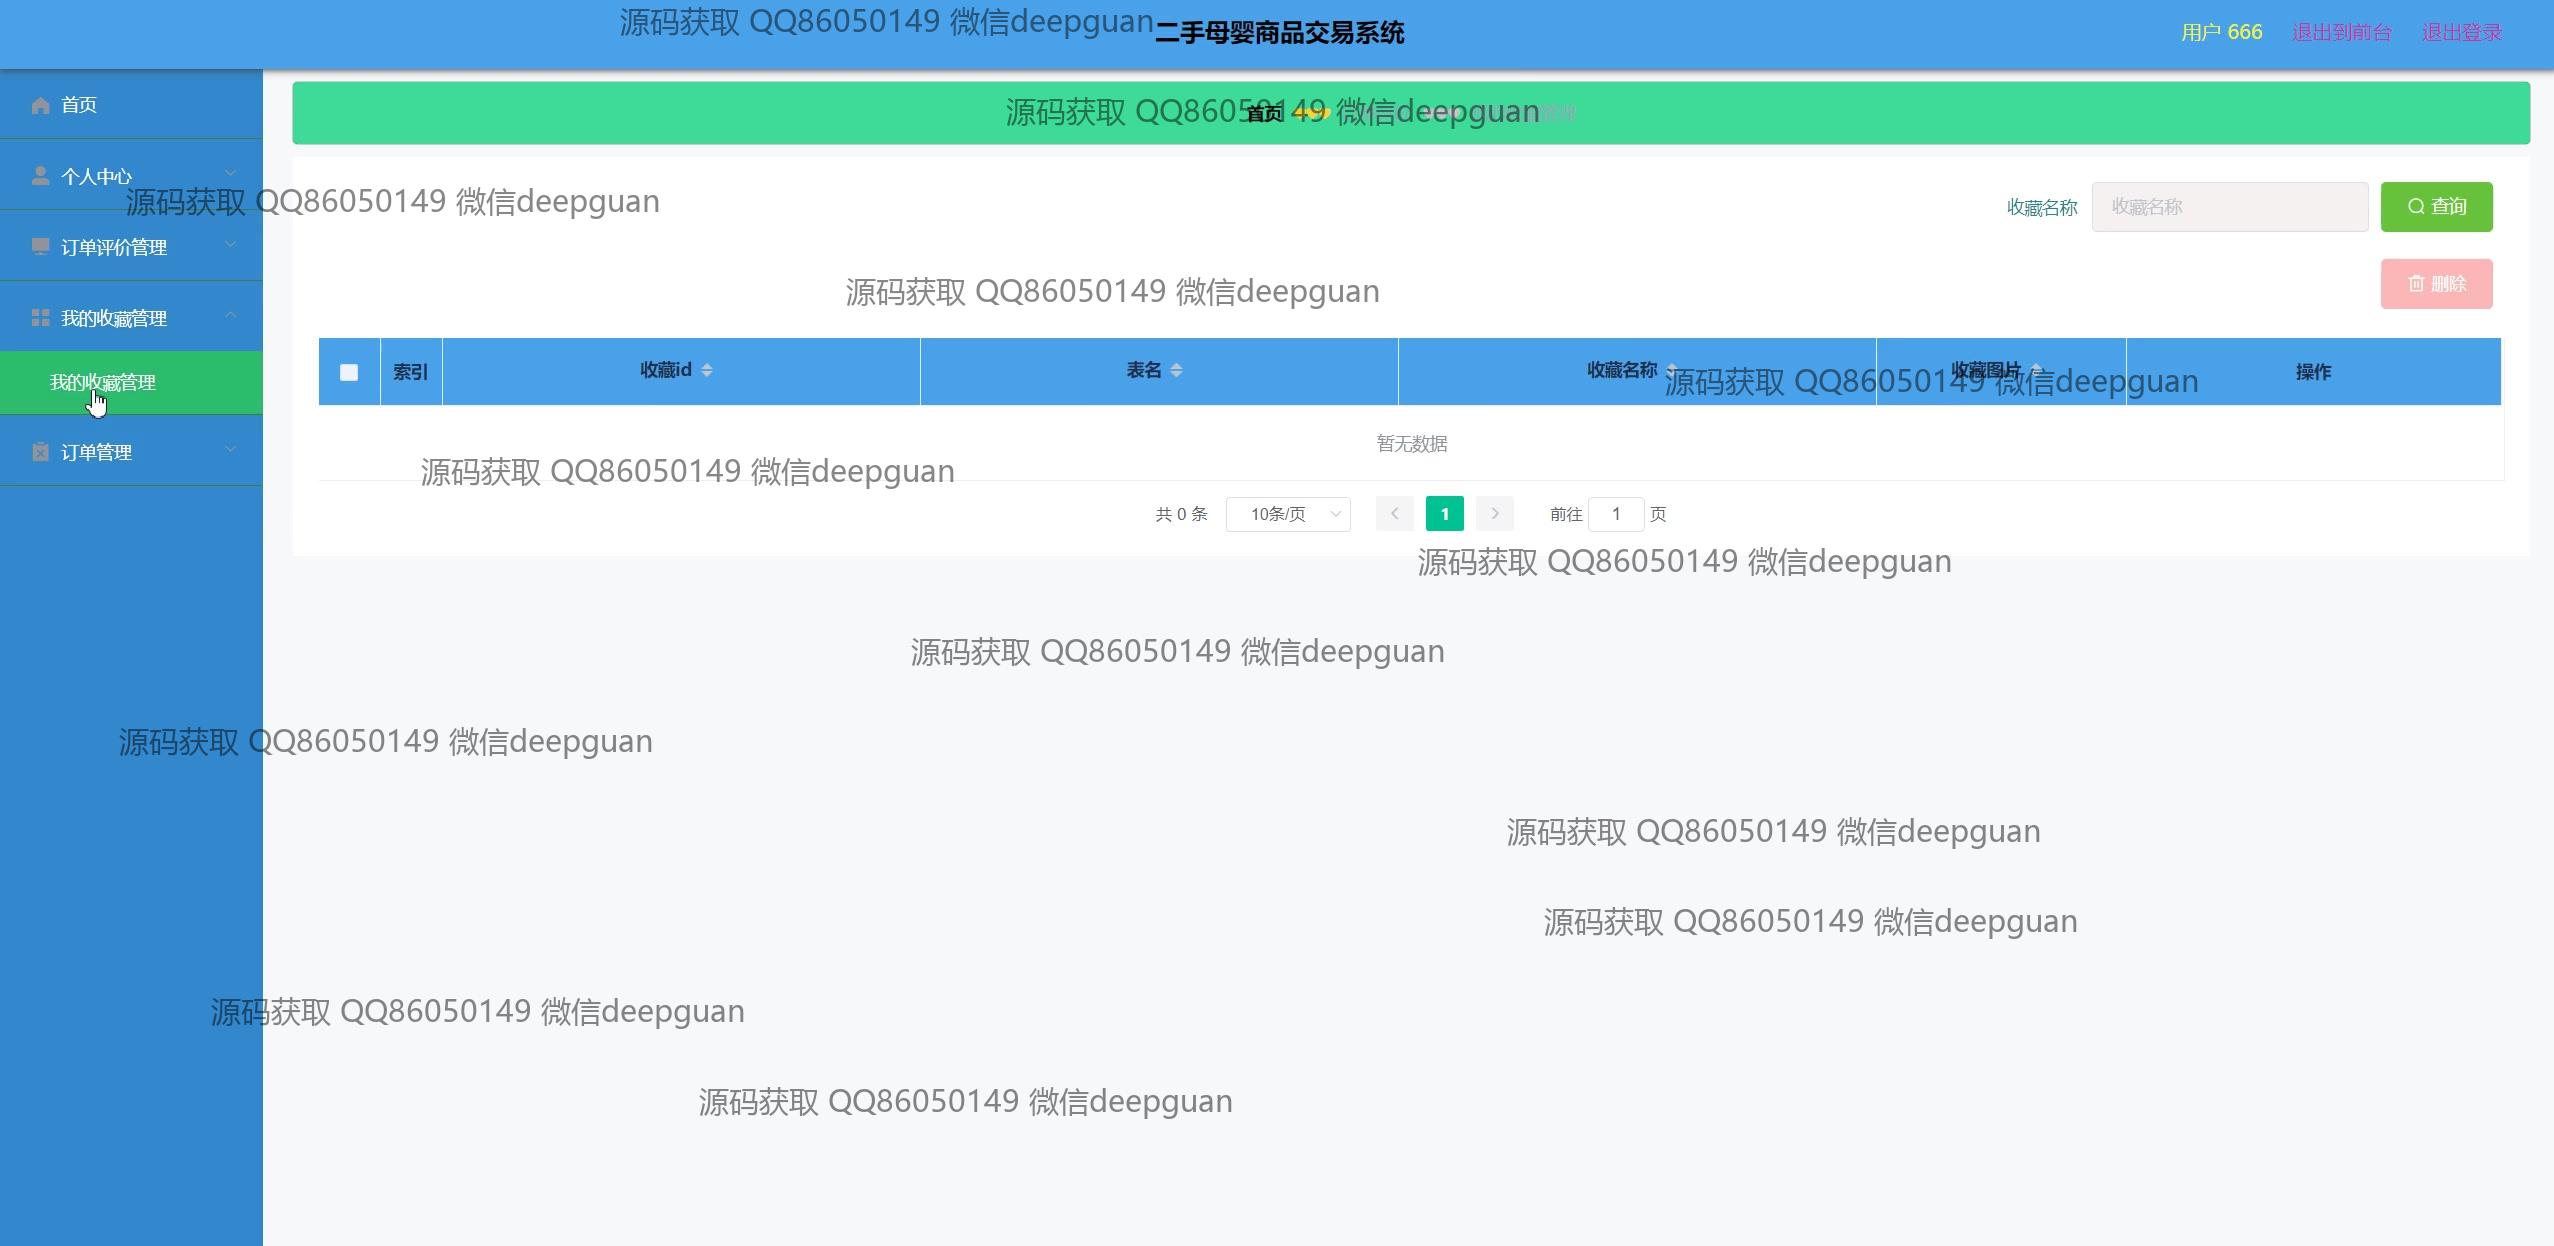 源码获取 QQ86050149 微信deepguan
二手母婴商品交易系统
用户 666
退出到前台
退出登录
首页
源码获取 QQ86050149 微信deepguan
首页
个人中心
源码获取 QQ86050149 微信deepguan
收藏名称
收藏名称
查询
订单评价管理
源码获取 QQ86050149 微信deepguan
删除
我的收藏管理
我的收藏管理
索引
收藏id
表名
收藏名称
收藏图片
操作
源码获取 QQ86050149 微信deepguan
暂无数据
订单管理
源码获取 QQ86050149 微信deepguan
共 0 条
10条/页
1
前往
1
页
源码获取 QQ86050149 微信deepguan
源码获取 QQ86050149 微信deepguan
源码获取 QQ86050149 微信deepguan
源码获取 QQ86050149 微信deepguan
源码获取 QQ86050149 微信deepguan
源码获取 QQ86050149 微信deepguan
源码获取 QQ86050149 微信deepguan